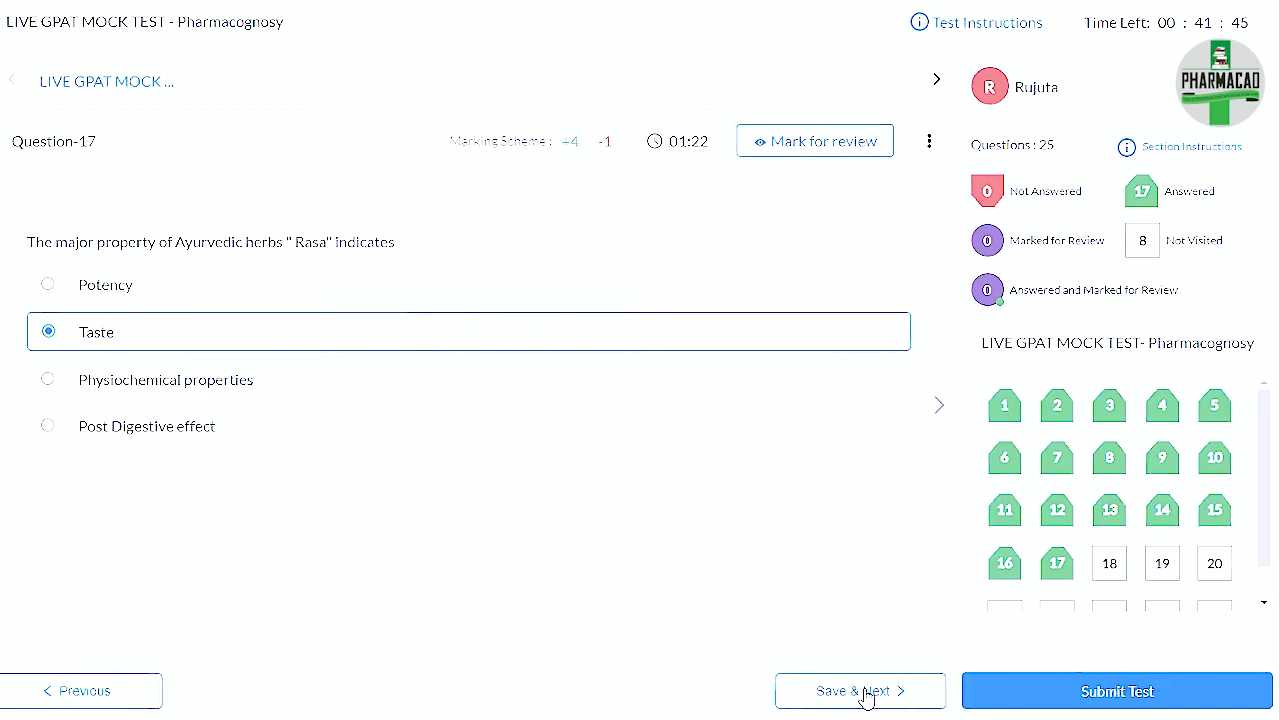 LIVE GPAT MOCK TEST - Pharmacognosy
Test Instructions
Time Left: 00 : 41 : 45
LIVE GPAT MOCK ...
R
Rujuta
PHARMACAD
Question-17
Marking Scheme : +4 -1
01:22
Mark for review
Questions : 25
Section Instructions
0 Not Answered
17 Answered
0 Marked for Review
8 Not Visited
0 Answered and Marked for Review
The major property of Ayurvedic herbs " Rasa" indicates
Potency
Taste
Physiochemical properties
Post Digestive effect
LIVE GPAT MOCK TEST- Pharmacognosy
1 2 3 4 5
6 7 8 9 10
11 12 13 14 15
16 17 18 19 20
Previous
Save & Next
Submit Test